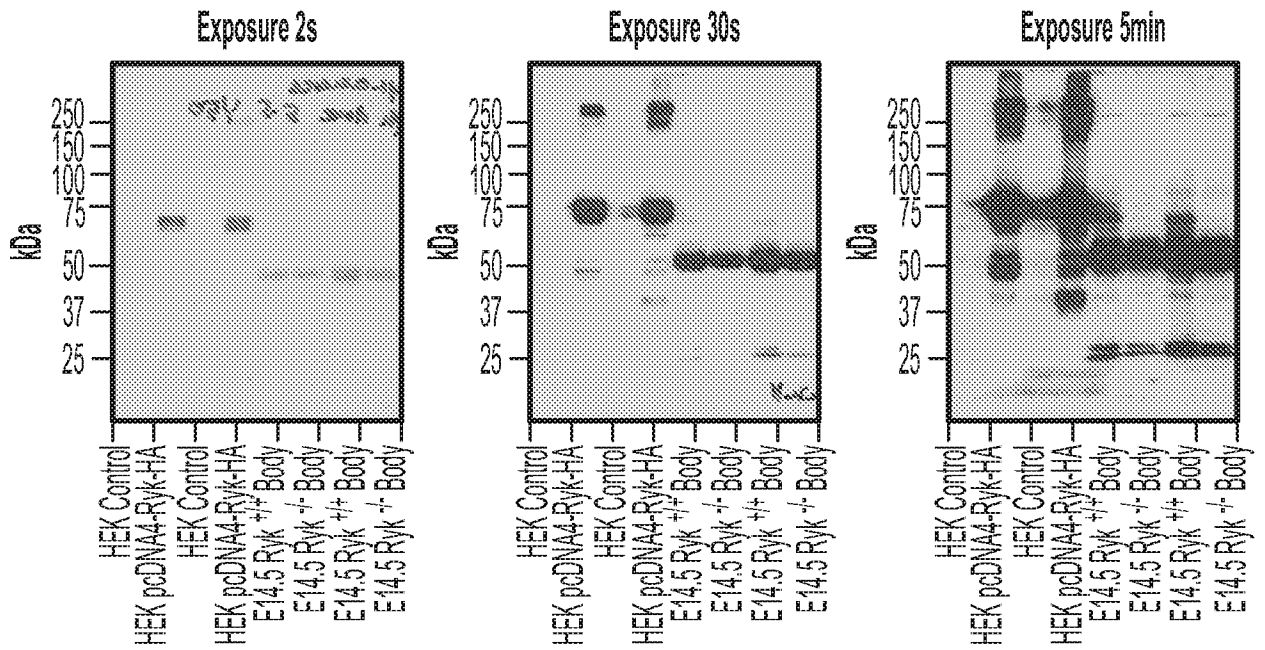 Exposure 2s
kDa
250
150
100
75
50
37
25
HEK Control
HEK pcDNA4-Ryk-HA
HEK Control
HEK pcDNA4-Ryk-HA
E14.5 Ryk +/+ Body
E14.5 Ryk -/- Body
E14.5 Ryk +/+ Body
E14.5 Ryk -/- Body
Exposure 30s
kDa
250
150
100
75
50
37
25
HEK Control
HEK pcDNA4-Ryk-HA
HEK Control
HEK pcDNA4-Ryk-HA
E14.5 Ryk +/+ Body
E14.5 Ryk -/- Body
E14.5 Ryk +/+ Body
E14.5 Ryk -/- Body
Exposure 5min
kDa
250
150
100
75
50
37
25
HEK Control
HEK pcDNA4-Ryk-HA
HEK Control
HEK pcDNA4-Ryk-HA
E14.5 Ryk +/+ Body
E14.5 Ryk -/- Body
E14.5 Ryk +/+ Body
E14.5 Ryk -/- Body